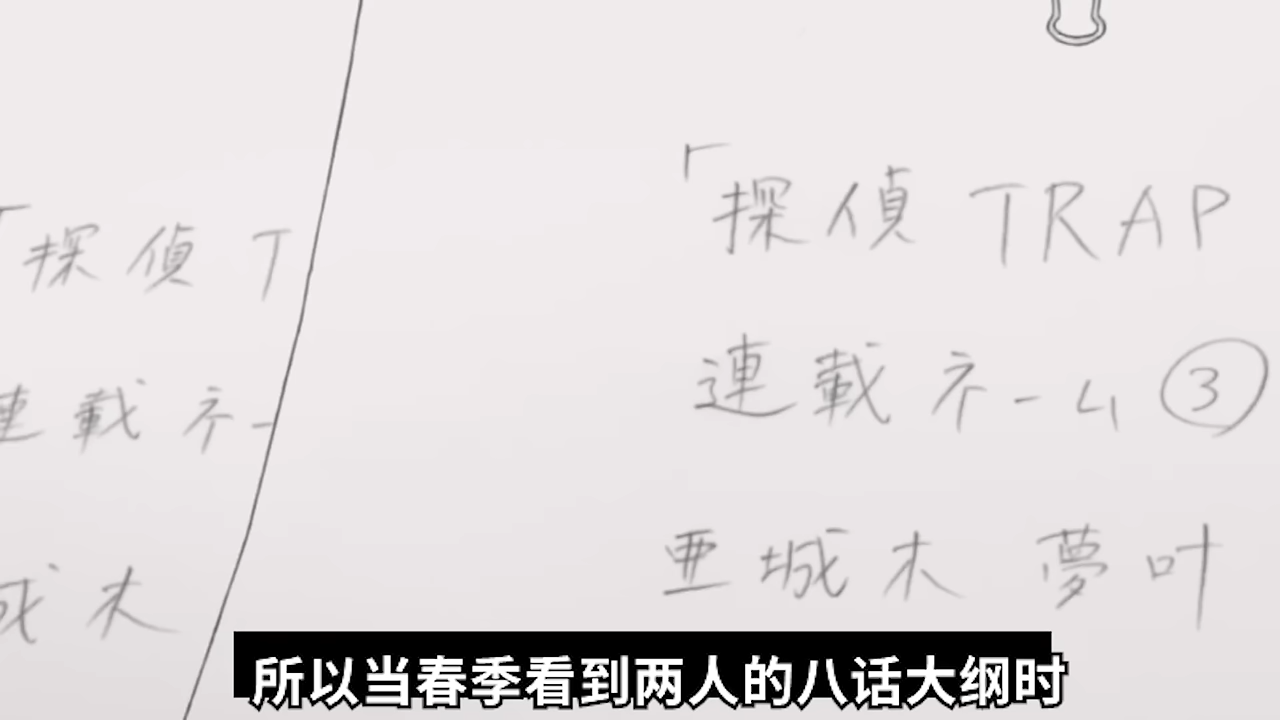 「探偵 T
連載ネー
城木
「探偵 TRAP
連載ネーム③
亜城木 夢叶
所以当春季看到两人的八话大纲时